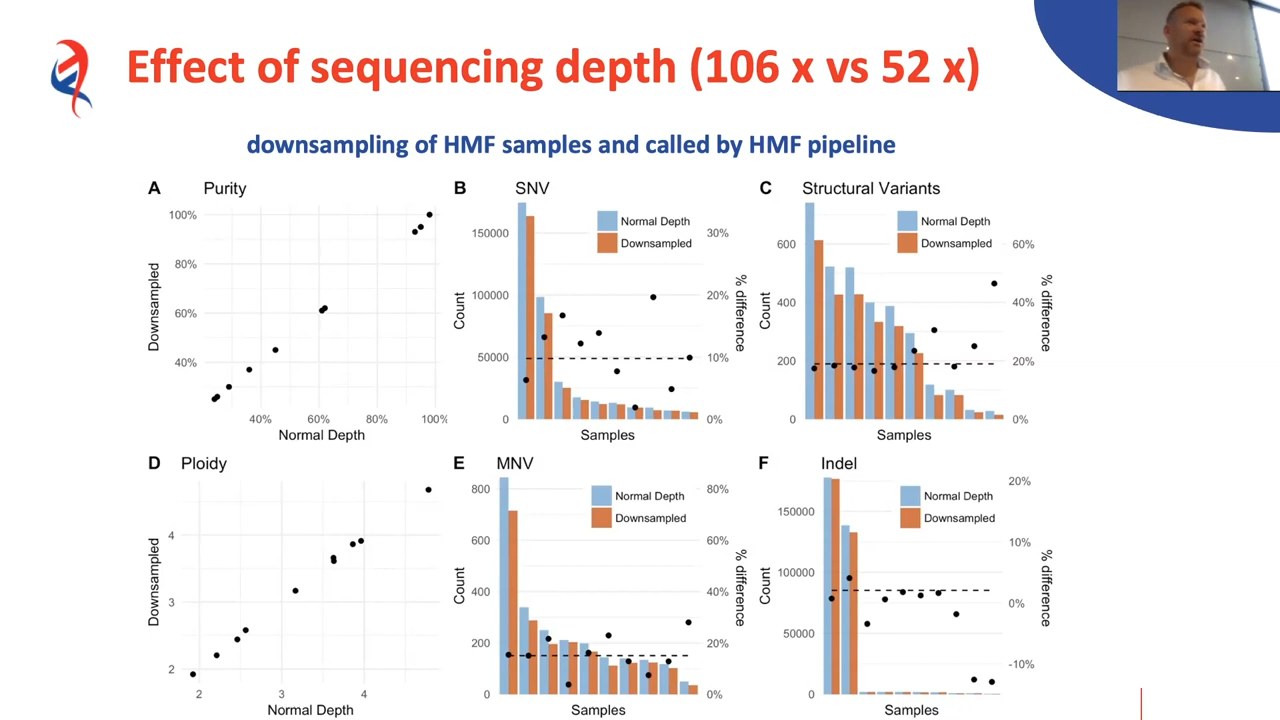 Effect of sequencing depth (106 x vs 52 x)
downsampling of HMF samples and called by HMF pipeline
A Purity
100%
80%
60%
40%
Downsampled
40% 60% 80% 100%
Normal Depth
B SNV
Normal Depth
Downsampled
150000
100000
50000
0
Count
30%
20%
10%
0%
% difference
Samples
C Structural Variants
Normal Depth
Downsampled
600
400
200
0
Count
60%
40%
20%
0%
% difference
Samples
D Ploidy
4
3
2
Downsampled
2 3 4
Normal Depth
E MNV
Normal Depth
Downsampled
800
600
400
200
0
Count
80%
60%
40%
20%
0%
% difference
Samples
F Indel
Normal Depth
Downsampled
150000
100000
50000
0
Count
20%
10%
0%
-10%
% difference
Samples